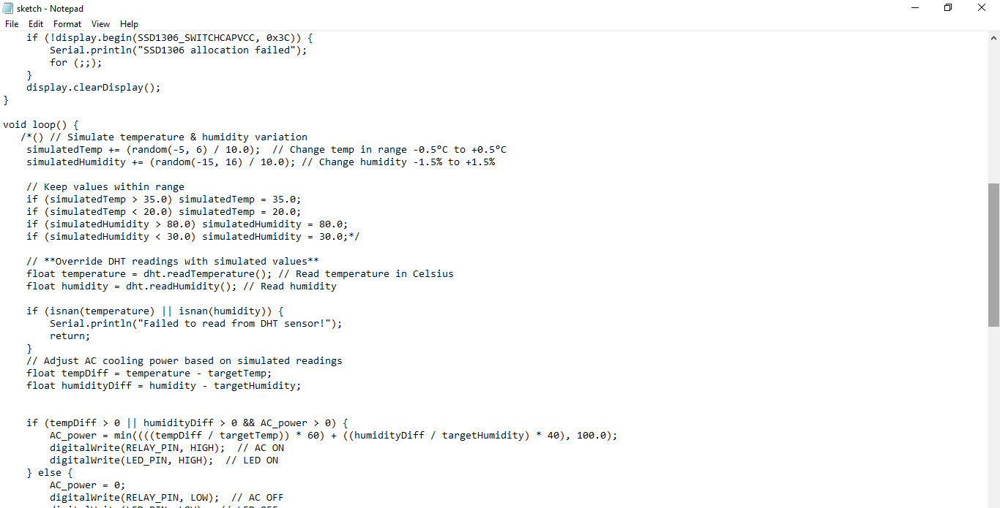 sketch - Notepad
File Edit Format View Help
    if (!display.begin(SSD1306_SWITCHCAPVCC, 0x3C)) {
        Serial.println("SSD1306 allocation failed");
        for (;;);
    }
    display.clearDisplay();
}
void loop() {
   /*() // Simulate temperature & humidity variation
    simulatedTemp += (random(-5, 6) / 10.0);  // Change temp in range -0.5°C to +0.5°C
    simulatedHumidity += (random(-15, 16) / 10.0); // Change humidity -1.5% to +1.5%
    // Keep values within range
    if (simulatedTemp > 35.0) simulatedTemp = 35.0;
    if (simulatedTemp < 20.0) simulatedTemp = 20.0;
    if (simulatedHumidity > 80.0) simulatedHumidity = 80.0;
    if (simulatedHumidity < 30.0) simulatedHumidity = 30.0;*/
    // **Override DHT readings with simulated values**
    float temperature = dht.readTemperature(); // Read temperature in Celsius
    float humidity = dht.readHumidity(); // Read humidity
    if (isnan(temperature) || isnan(humidity)) {
        Serial.println("Failed to read from DHT sensor!");
        return;
    }
    // Adjust AC cooling power based on simulated readings
    float tempDiff = temperature - targetTemp;
    float humidityDiff = humidity - targetHumidity;
    if (tempDiff > 0 || humidityDiff > 0 && AC_power > 0) {
        AC_power = min((((tempDiff / targetTemp)) * 60) + ((humidityDiff / targetHumidity) * 40), 100.0);
        digitalWrite(RELAY_PIN, HIGH);  // AC ON
        digitalWrite(LED_PIN, HIGH);  // LED ON
    } else {
        AC_power = 0;
        digitalWrite(RELAY_PIN, LOW);  // AC OFF